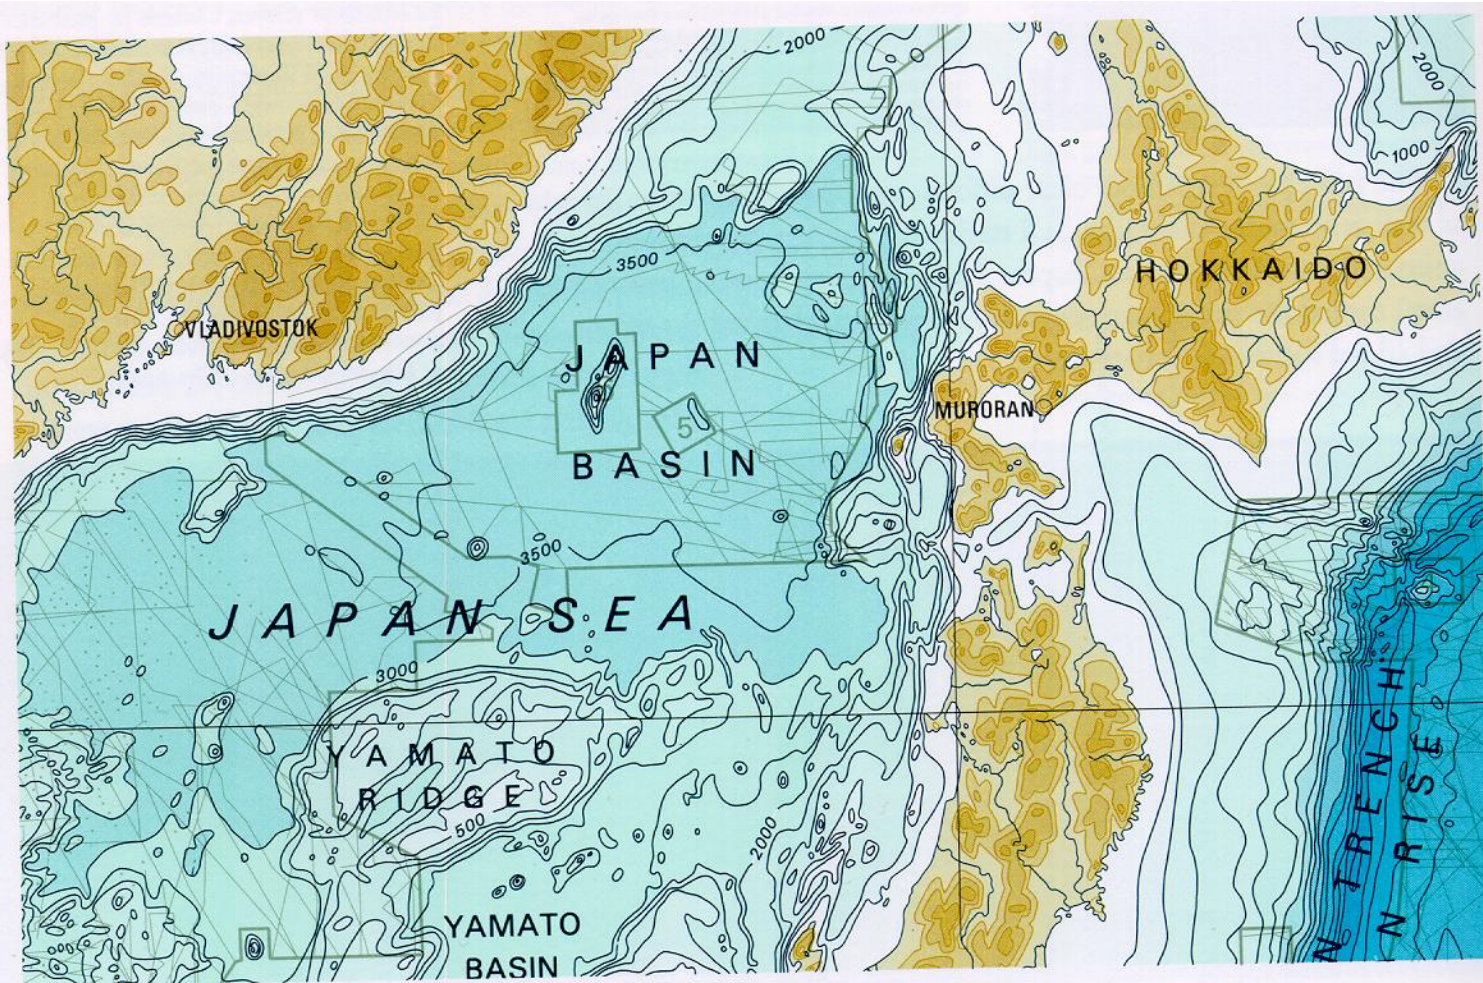 2000
2000
1000
3500
HOKKAIDO
VLADIVOSTOK
JAPAN
MURORAN
5
BASIN
3500
JAPAN SEA
3000
YAMATO
RIDGE
500
2000
TRENCH
RISE
YAMATO
BASIN
N
N